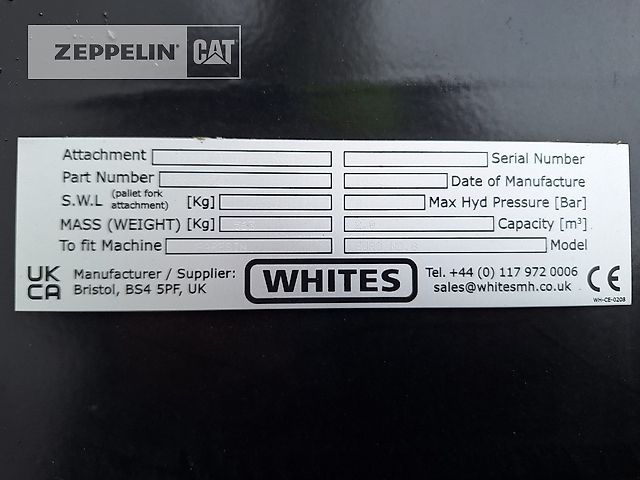 ZEPPELIN CAT
Attachment Serial Number
Part Number Date of Manufacture
S.W.L (pallet fork attachment) [Kg] Max Hyd Pressure [Bar]
MASS (WEIGHT) [Kg] Capacity [m³]
To fit Machine Model
UK CA
Manufacturer / Supplier:
Bristol, BS4 5PF, UK
WHITES
Tel. +44 (0) 117 972 0006
sales@whitesmh.co.uk
CE
WH-CE-0208